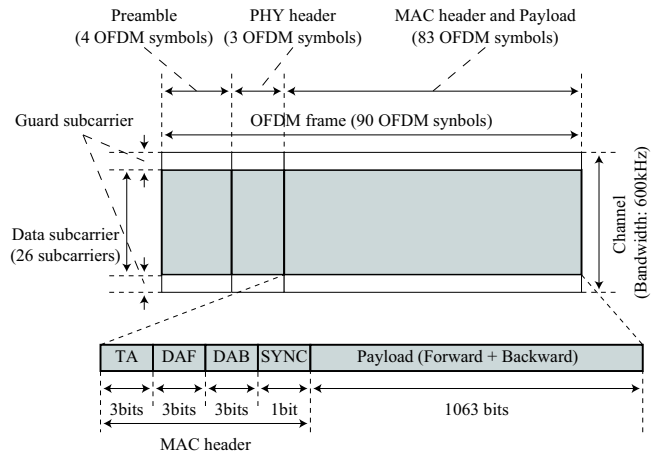 Preamble
(4 OFDM symbols)
PHY header
(3 OFDM symbols)
MAC header and Payload
(83 OFDM symbols)
OFDM frame (90 OFDM synbols)
Guard subcarrier
Data subcarrier
(26 subcarriers)
Channel
(Bandwidth: 600kHz)
TA
DAF
DAB
SYNC
Payload (Forward + Backward)
3bits
3bits
3bits
1bit
1063 bits
MAC header